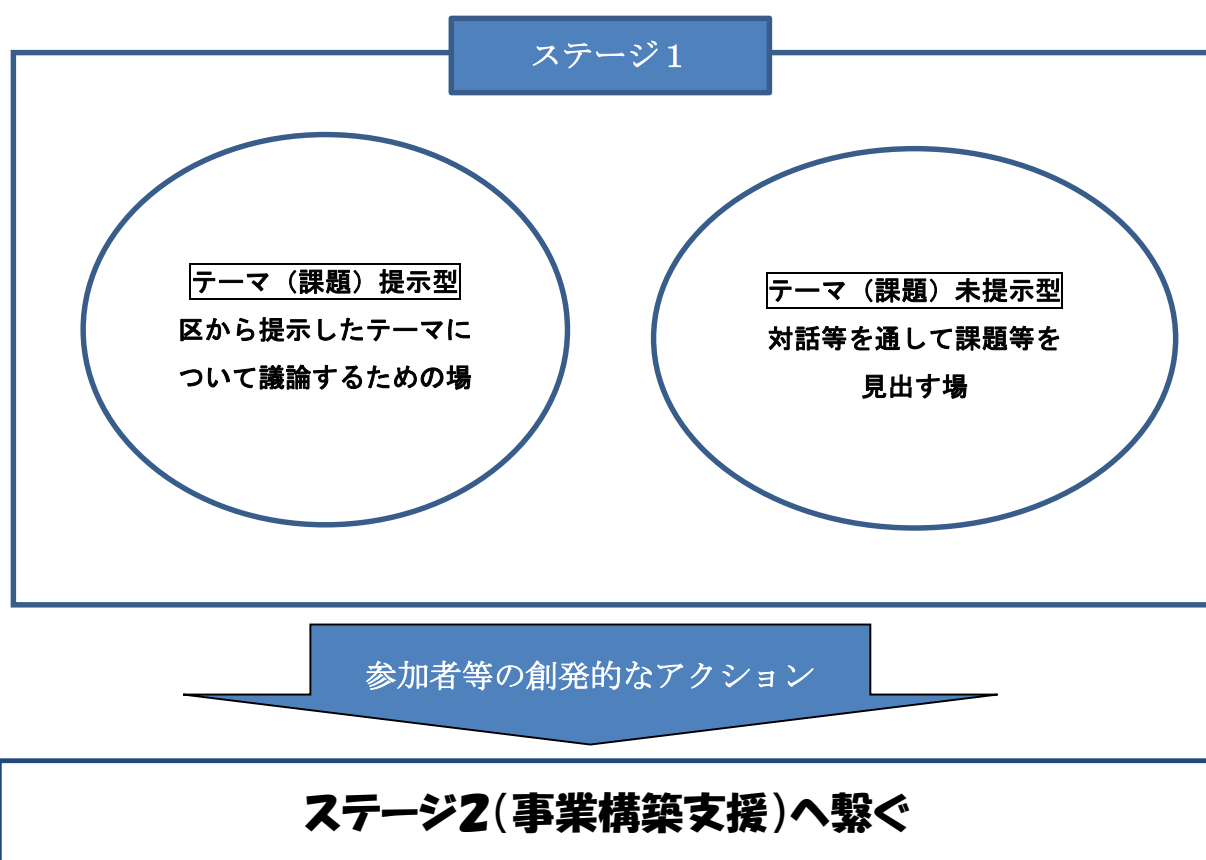 ステージ１
テーマ（課題）提示型
区から提示したテーマに
ついて議論するための場
テーマ（課題）未提示型
対話等を通して課題等を
見出す場
参加者等の創発的なアクション
ステージ2(事業構築支援)へ繋ぐ